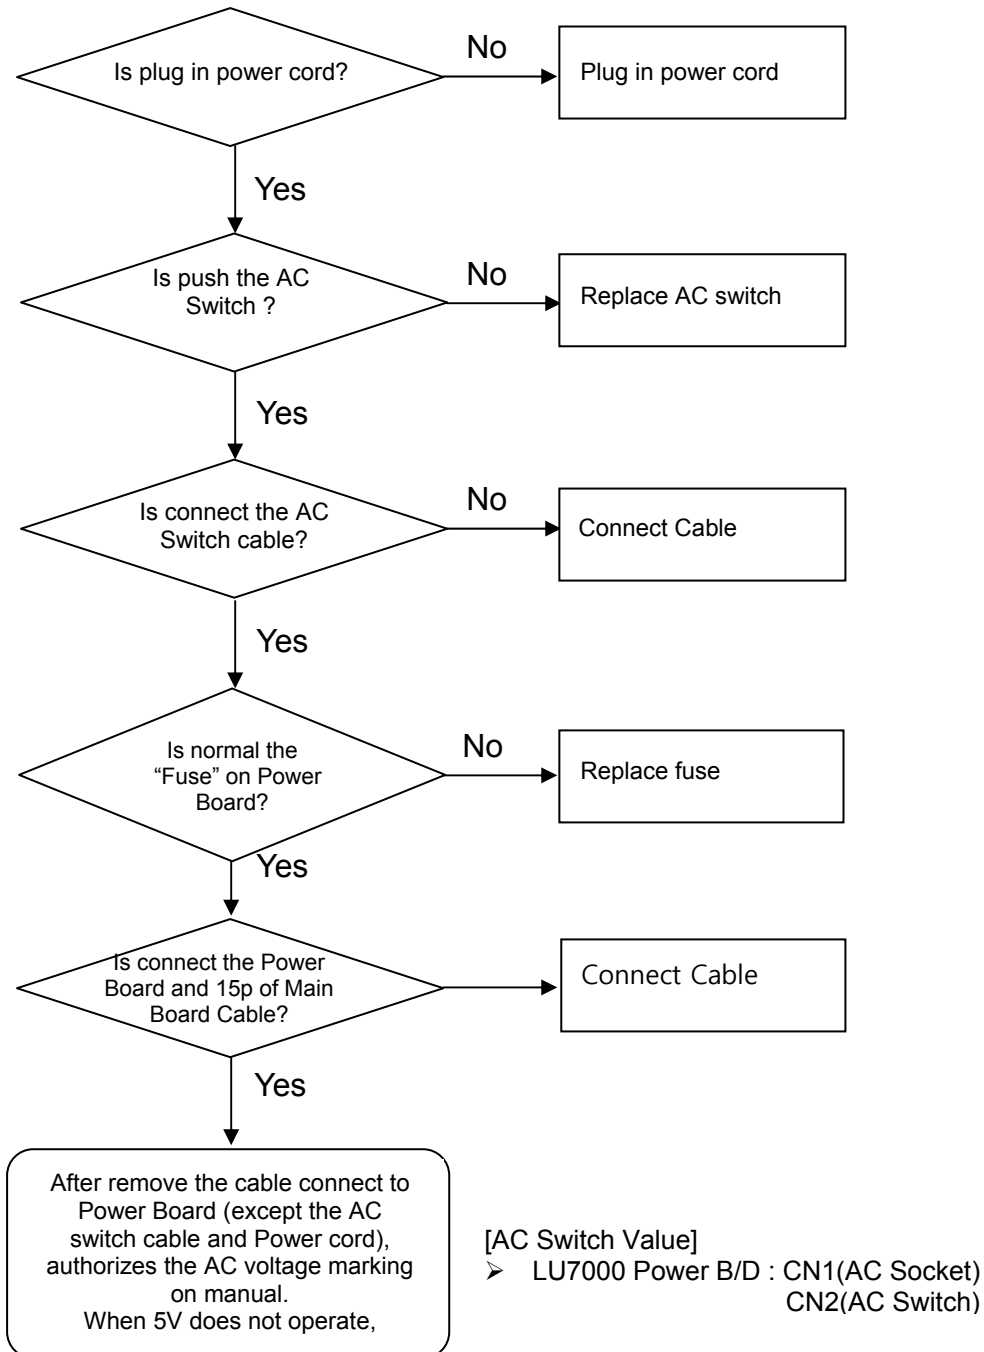 Is plug in power cord?
No
Plug in power cord
Yes
Is push the AC
Switch ?
No
Replace AC switch
Yes
Is connect the AC
Switch cable?
No
Connect Cable
Yes
Is normal the
“Fuse” on Power
Board?
No
Replace fuse
Yes
Is connect the Power
Board and 15p of Main
Board Cable?
Connect Cable
Yes
After remove the cable connect to
Power Board (except the AC
switch cable and Power cord),
authorizes the AC voltage marking
on manual.
When 5V does not operate,
[AC Switch Value]
➢ LU7000 Power B/D : CN1(AC Socket)
CN2(AC Switch)